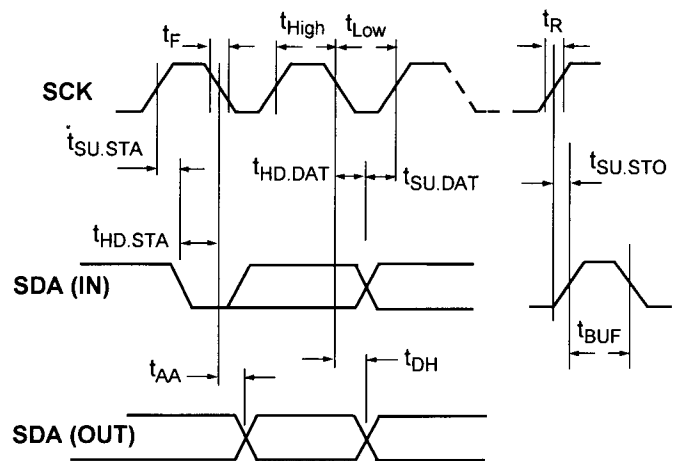 tF
tHigh
tLow
tR
SCK
tSU.STA
tHD.DAT
tSU.DAT
tSU.STO
tHD.STA
SDA (IN)
tBUF
tAA
tDH
SDA (OUT)